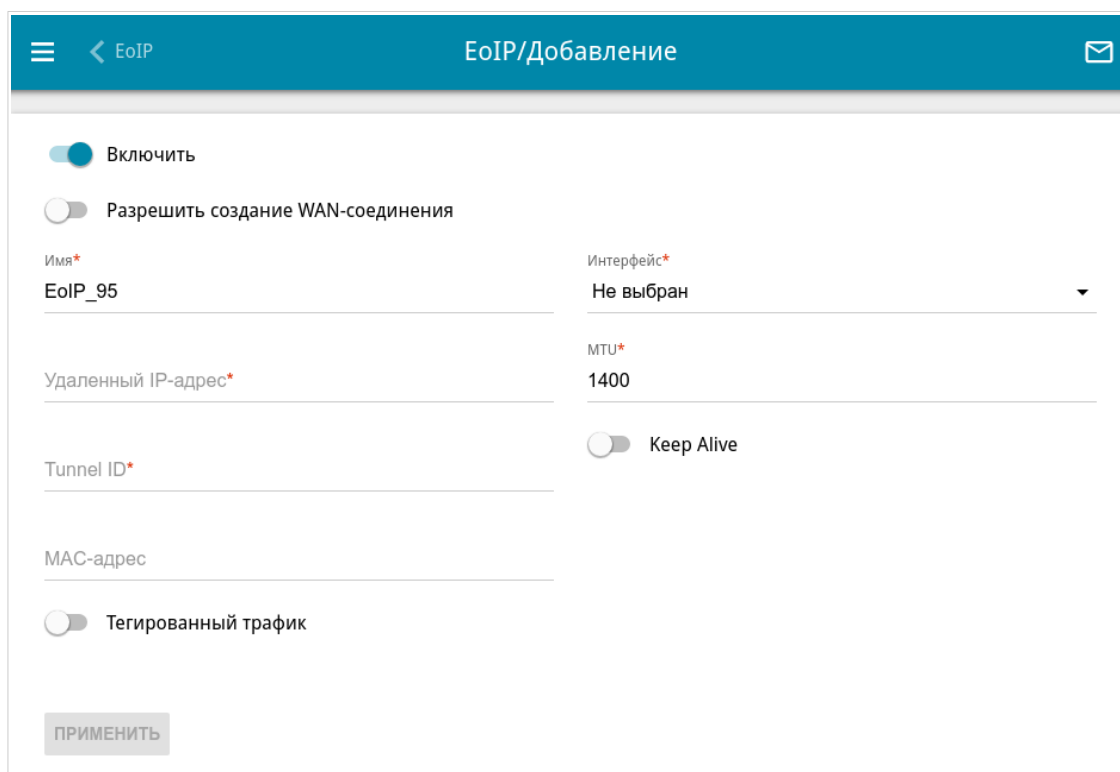 EoIP
EoIP/Добавление
Включить
Разрешить создание WAN-соединения
Имя*
EoIP_95
Интерфейс*
Не выбран
Удаленный IP-адрес*
MTU*
1400
Keep Alive
Tunnel ID*
MAC-адрес
Тегированный трафик
ПРИМЕНИТЬ